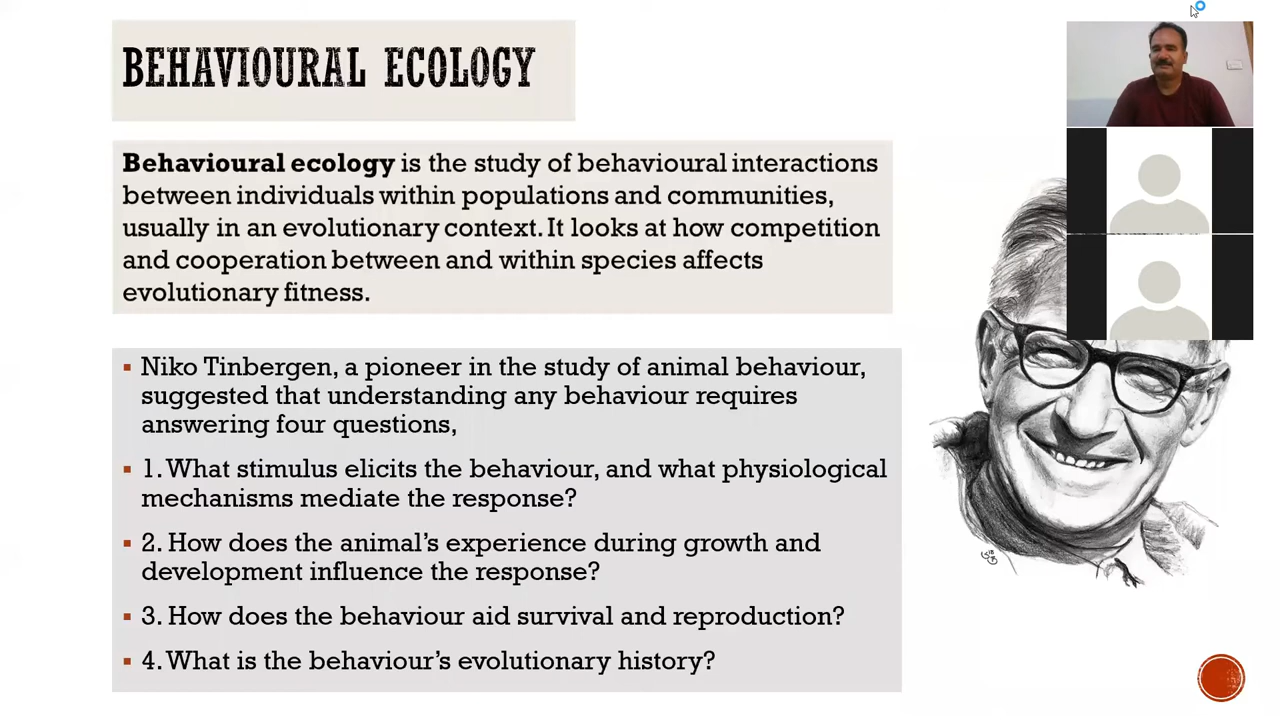 BEHAVIOURAL ECOLOGY
Behavioural ecology is the study of behavioural interactions
between individuals within populations and communities,
usually in an evolutionary context. It looks at how competition
and cooperation between and within species affects
evolutionary fitness.
▪ Niko Tinbergen, a pioneer in the study of animal behaviour,
suggested that understanding any behaviour requires
answering four questions,
▪ 1. What stimulus elicits the behaviour, and what physiological
mechanisms mediate the response?
▪ 2. How does the animal's experience during growth and
development influence the response?
▪ 3. How does the behaviour aid survival and reproduction?
▪ 4. What is the behaviour's evolutionary history?